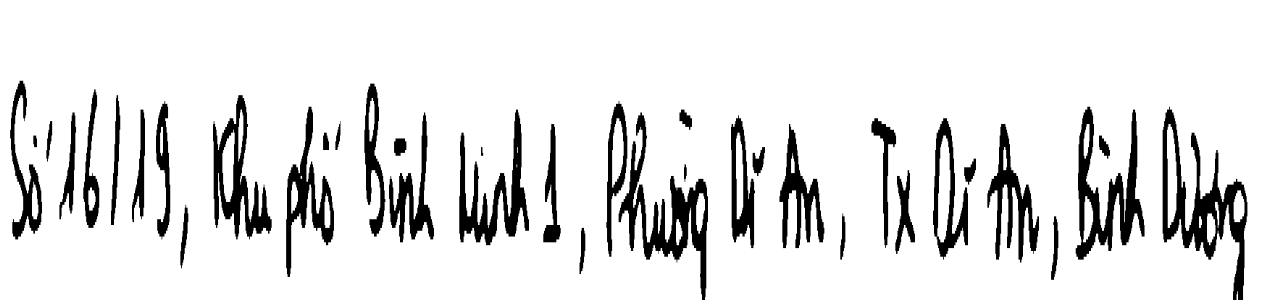 Số 16/19, Khu phố Bình Minh 1, Phường Dĩ An, Tx Dĩ An, Bình Dương